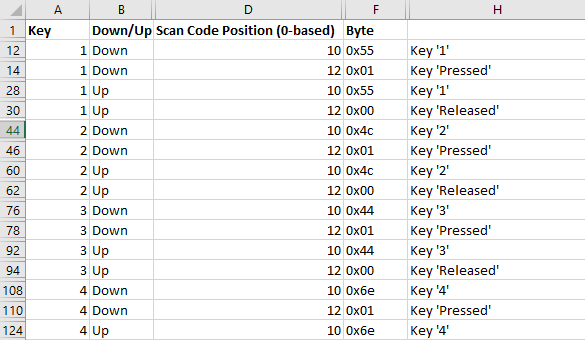 A B D F H
1 Key Down/Up Scan Code Position (0-based) Byte
12 1 Down 10 0x55 Key '1'
14 1 Down 12 0x01 Key 'Pressed'
28 1 Up 10 0x55 Key '1'
30 1 Up 12 0x00 Key 'Released'
44 2 Down 10 0x4c Key '2'
46 2 Down 12 0x01 Key 'Pressed'
60 2 Up 10 0x4c Key '2'
62 2 Up 12 0x00 Key 'Released'
76 3 Down 10 0x44 Key '3'
78 3 Down 12 0x01 Key 'Pressed'
92 3 Up 10 0x44 Key '3'
94 3 Up 12 0x00 Key 'Released'
108 4 Down 10 0x6e Key '4'
110 4 Down 12 0x01 Key 'Pressed'
124 4 Up 10 0x6e Key '4'